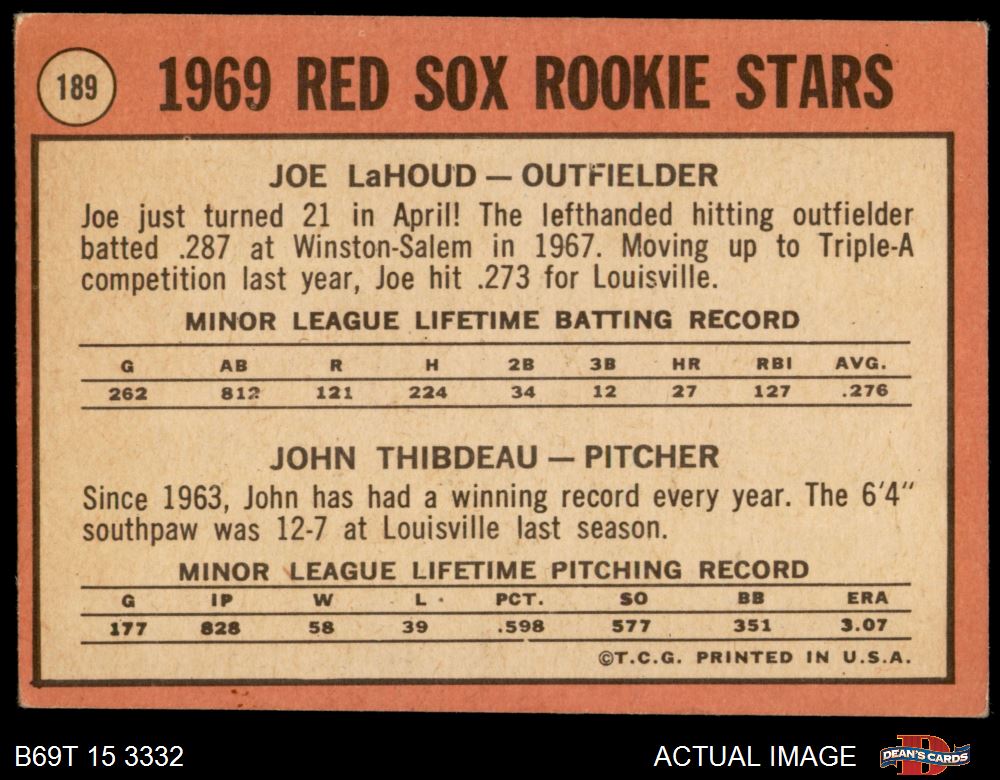 189
1969 RED SOX ROOKIE STARS
JOE LaHOUD — OUTFIELDER
Joe just turned 21 in April! The lefthanded hitting outfielder
batted .287 at Winston-Salem in 1967. Moving up to Triple-A
competition last year, Joe hit .273 for Louisville.
MINOR LEAGUE LIFETIME BATTING RECORD
G AB R H 2B 3B HR RBI AVG.
262 812 121 224 34 12 27 127 .276
JOHN THIBDEAU — PITCHER
Since 1963, John has had a winning record every year. The 6'4"
southpaw was 12-7 at Louisville last season.
MINOR LEAGUE LIFETIME PITCHING RECORD
G IP W L PCT. SO BB ERA
177 828 58 39 .598 577 351 3.07
©T.C.G. PRINTED IN U.S.A.
B69T 15 3332 ACTUAL IMAGE DEAN'S CARDS